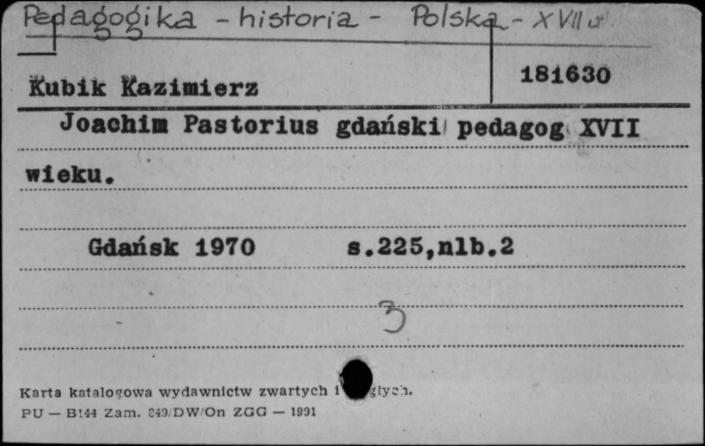 Pedagogika - historia - Polska - XVII w.
181630
Kubik Kazimierz
Joachim Pastorius gdański pedagog XVII
wieku.
Gdańsk 1970 s.225,nlb.2
3
Karta katalogowa wydawnictw zwartych i
PU — B144 Zam. 849/DW/On ZGG — 1991